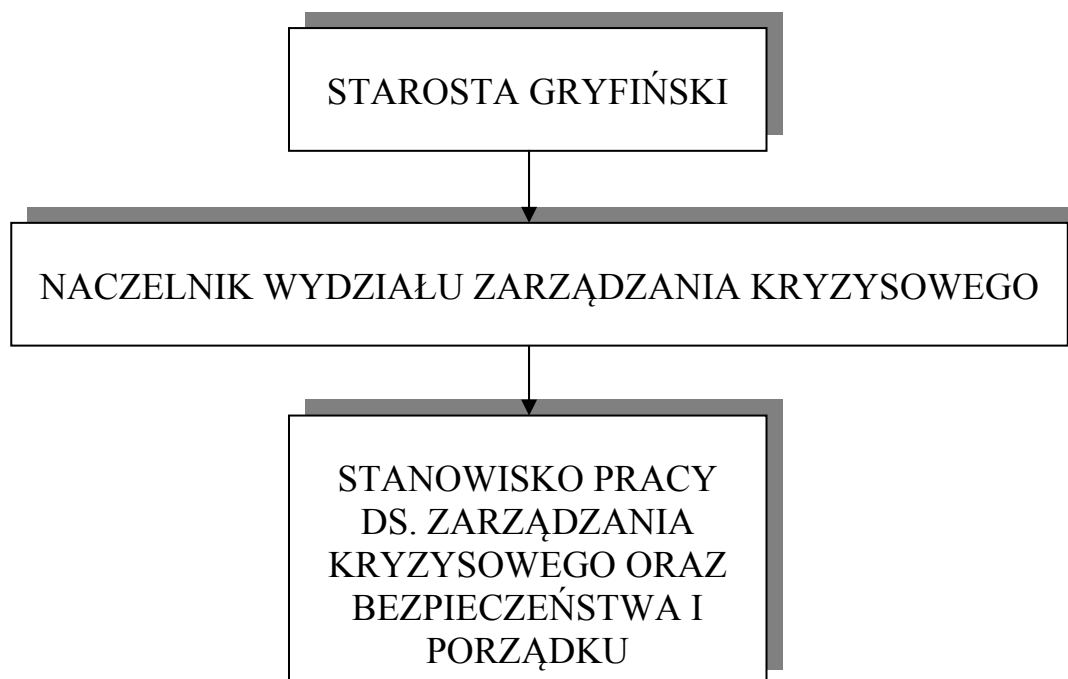 STAROSTA GRYFIŃSKI
NACZELNIK WYDZIAŁU ZARZĄDZANIA KRYZYSOWEGO
STANOWISKO PRACY
DS. ZARZĄDZANIA
KRYZYSOWEGO ORAZ
BEZPIECZEŃSTWA I
PORZĄDKU